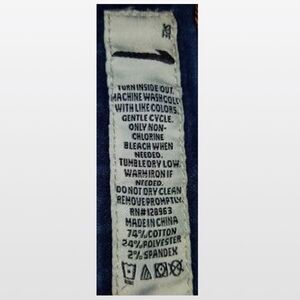 TURN INSIDE OUT.
MACHINE WASH COLD
WITH LIKE COLORS,
GENTLE CYCLE.
ONLY NON-
CHLORINE
BLEACH WHEN
NEEDED.
TUMBLE DRY LOW.
WARM IRON IF
NEEDED.
DO NOT DRY CLEAN
REMOVE PROMPTLY.
RN#128963
MADE IN CHINA
74% COTTON
24% POLYESTER
2% SPANDEX